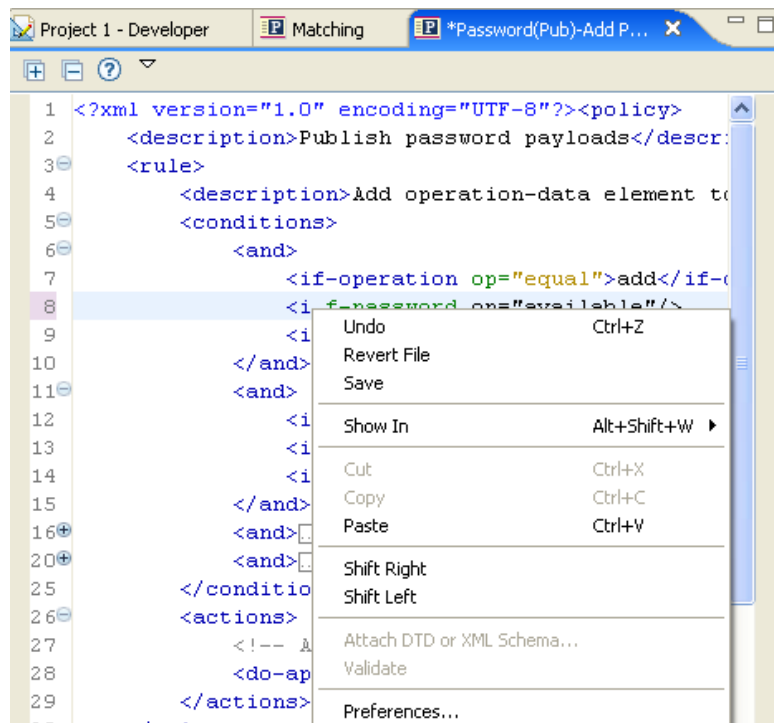 Project 1 - Developer
Matching
*Password(Pub)-Add P...
1 <?xml version="1.0" encoding="UTF-8"?><policy>
2 <description>Publish password payloads</descr
3 <rule>
4 <description>Add operation-data element to
5 <conditions>
6 <and>
7 <if-operation op="equal">add</if-
8 <i f-password op="available"/>
9 <i
10 </and>
11 <and>
12 <i
13 <i
14 <i
15 </and>
16 <and>
20 <and>
25 </conditio
26 <actions>
27 <!-- A
28 <do-ap
29 </actions>
Undo Ctrl+Z
Revert File
Save
Show In Alt+Shift+W
Cut Ctrl+X
Copy Ctrl+C
Paste Ctrl+V
Shift Right
Shift Left
Attach DTD or XML Schema...
Validate
Preferences...